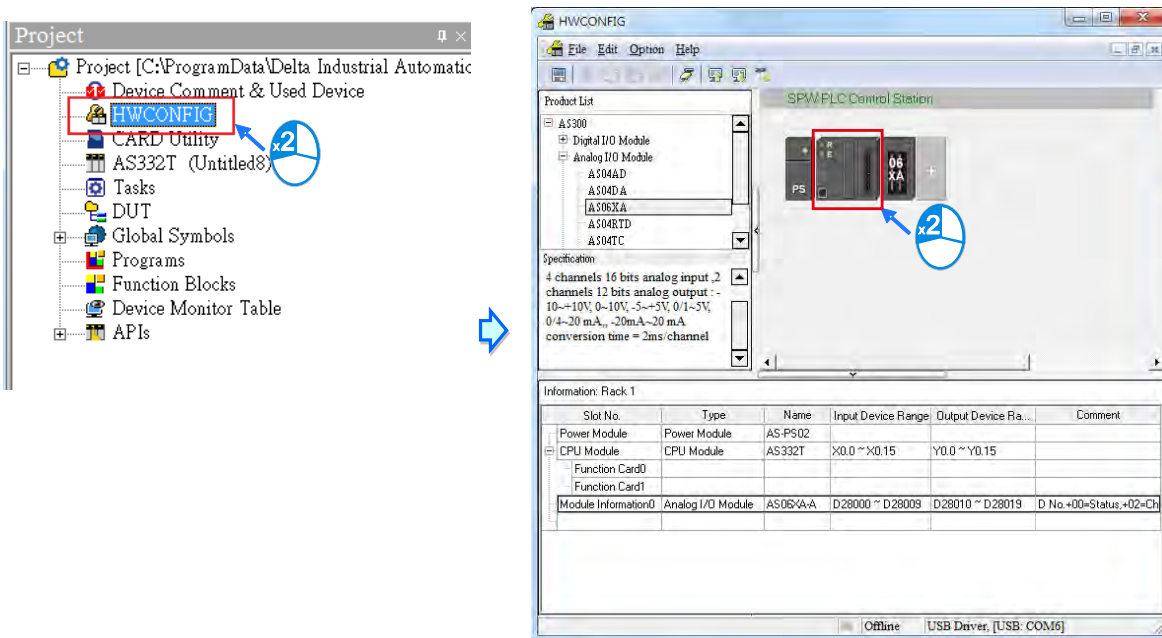 Project
Project [C:\ProgramData\Delta Industrial Automatic
Device Comment & Used Device
HWCONFIG
CARD Utility
AS332T (Untitled8)
Tasks
DUT
Global Symbols
Programs
Function Blocks
Device Monitor Table
APIs
x2
HWCONFIG
File Edit Option Help
Product List
AS300
Digital I/O Module
Analog I/O Module
AS04AD
AS04DA
AS06XA
AS04RTD
AS04TC
Specification
4 channels 16 bits analog input ,2
channels 12 bits analog output : -
10~+10V, 0~10V, -5~+5V, 0/1~5V,
0/4~20 mA,, -20mA~20 mA
conversion time = 2ms/channel
SPW PLC Control Station
PS
R
E
06
XA
x2
Information: Rack 1
Slot No. Type Name Input Device Range Output Device Ra... Comment
Power Module Power Module AS-PS02
CPU Module CPU Module AS332T X0.0 ~ X0.15 Y0.0 ~ Y0.15
Function Card0
Function Card1
Module Information0 Analog I/O Module AS06XA-A D28000 ~ D28009 D28010 ~ D28019 D No.+00=Status,+02=Ch
Offline USB Driver, [USB: COM6]